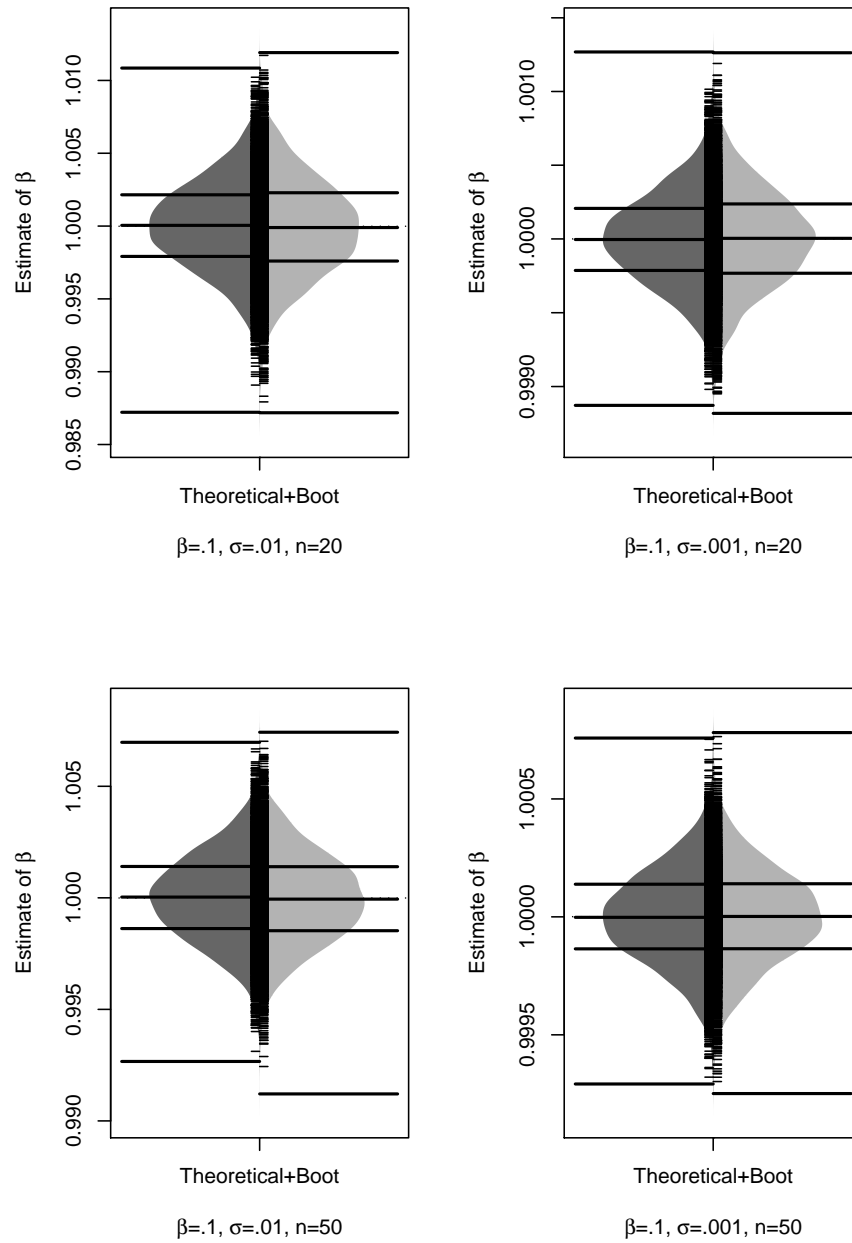 Estimate of β
1.010
1.005
1.000
0.995
0.990
0.985
Theoretical+Boot
β=.1, σ=.01, n=20
Estimate of β
1.0010
1.0000
0.9990
Theoretical+Boot
β=.1, σ=.001, n=20
Estimate of β
1.005
1.000
0.995
0.990
Theoretical+Boot
β=.1, σ=.01, n=50
Estimate of β
1.0005
1.0000
0.9995
Theoretical+Boot
β=.1, σ=.001, n=50